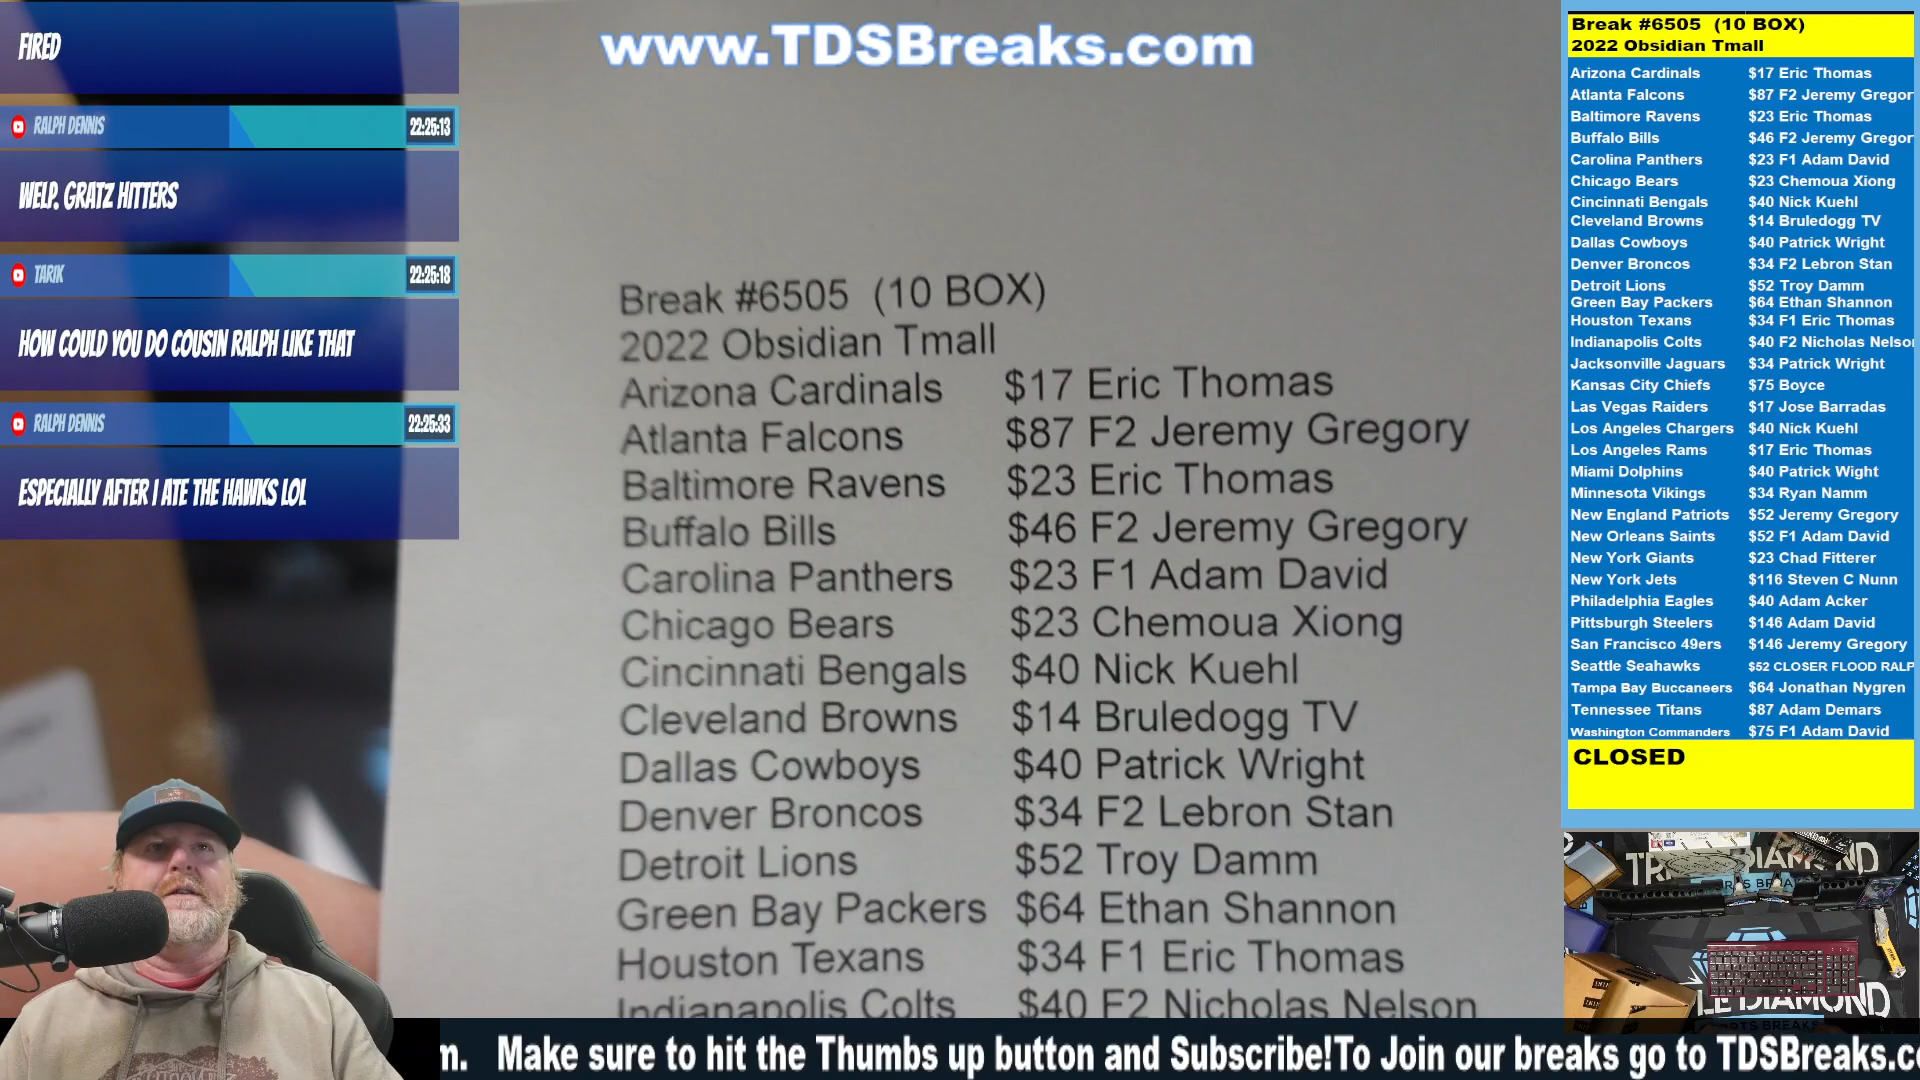 FIRED
RALPH DENNIS 22:25:13
WELP. GRATZ HITTERS
TARIK 22:25:18
HOW COULD YOU DO COUSIN RALPH LIKE THAT
RALPH DENNIS 22:25:33
ESPECIALLY AFTER I ATE THE HAWKS LOL
www.TDSBreaks.com
Break #6505 (10 BOX)
2022 Obsidian Tmall
Arizona Cardinals $17 Eric Thomas
Atlanta Falcons $87 F2 Jeremy Gregory
Baltimore Ravens $23 Eric Thomas
Buffalo Bills $46 F2 Jeremy Gregory
Carolina Panthers $23 F1 Adam David
Chicago Bears $23 Chemoua Xiong
Cincinnati Bengals $40 Nick Kuehl
Cleveland Browns $14 Bruledogg TV
Dallas Cowboys $40 Patrick Wright
Denver Broncos $34 F2 Lebron Stan
Detroit Lions $52 Troy Damm
Green Bay Packers $64 Ethan Shannon
Houston Texans $34 F1 Eric Thomas
Indianapolis Colts $40 F2 Nicholas Nelson
Break #6505 (10 BOX)
2022 Obsidian Tmall
Arizona Cardinals $17 Eric Thomas
Atlanta Falcons $87 F2 Jeremy Gregor
Baltimore Ravens $23 Eric Thomas
Buffalo Bills $46 F2 Jeremy Gregor
Carolina Panthers $23 F1 Adam David
Chicago Bears $23 Chemoua Xiong
Cincinnati Bengals $40 Nick Kuehl
Cleveland Browns $14 Bruledogg TV
Dallas Cowboys $40 Patrick Wright
Denver Broncos $34 F2 Lebron Stan
Detroit Lions $52 Troy Damm
Green Bay Packers $64 Ethan Shannon
Houston Texans $34 F1 Eric Thomas
Indianapolis Colts $40 F2 Nicholas Nelson
Jacksonville Jaguars $34 Patrick Wright
Kansas City Chiefs $75 Boyce
Las Vegas Raiders $17 Jose Barradas
Los Angeles Chargers $40 Nick Kuehl
Los Angeles Rams $17 Eric Thomas
Miami Dolphins $40 Patrick Wight
Minnesota Vikings $34 Ryan Namm
New England Patriots $52 Jeremy Gregory
New Orleans Saints $52 F1 Adam David
New York Giants $23 Chad Fitterer
New York Jets $116 Steven C Nunn
Philadelphia Eagles $40 Adam Acker
Pittsburgh Steelers $146 Adam David
San Francisco 49ers $146 Jeremy Gregory
Seattle Seahawks $52 CLOSER FLOOD RALP
Tampa Bay Buccaneers $64 Jonathan Nygren
Tennessee Titans $87 Adam Demars
Washington Commanders $75 F1 Adam David
CLOSED
m. Make sure to hit the Thumbs up button and Subscribe!To Join our breaks go to TDSBreaks.co